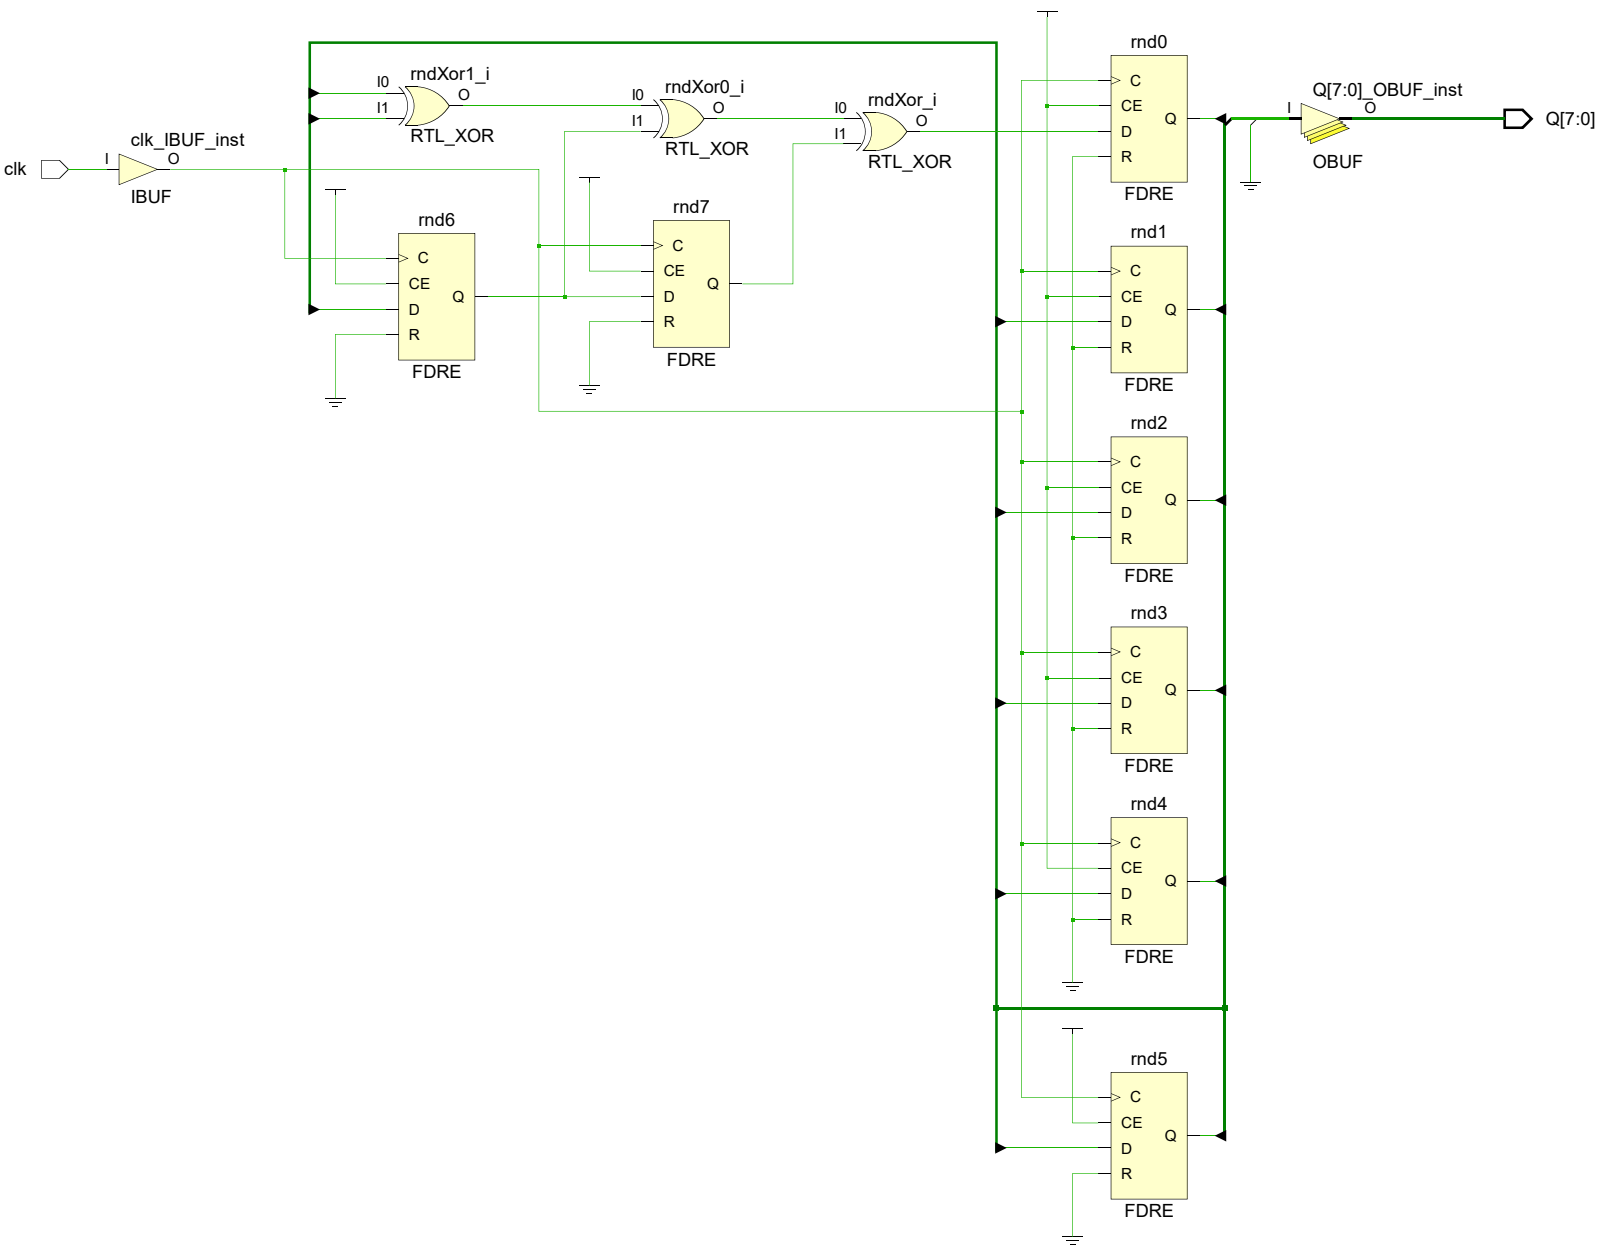 clk
I
clk_IBUF_inst
O
IBUF
rndXor1_i
I0
I1
O
RTL_XOR
rndXor0_i
I0
I1
O
RTL_XOR
rndXor_i
I0
I1
O
RTL_XOR
rnd6
C
CE
D
R
Q
FDRE
rnd7
C
CE
D
R
Q
FDRE
rnd0
C
CE
D
R
Q
FDRE
rnd1
C
CE
D
R
Q
FDRE
rnd2
C
CE
D
R
Q
FDRE
rnd3
C
CE
D
R
Q
FDRE
rnd4
C
CE
D
R
Q
FDRE
rnd5
C
CE
D
R
Q
FDRE
Q[7:0]_OBUF_inst
I
O
OBUF
Q[7:0]